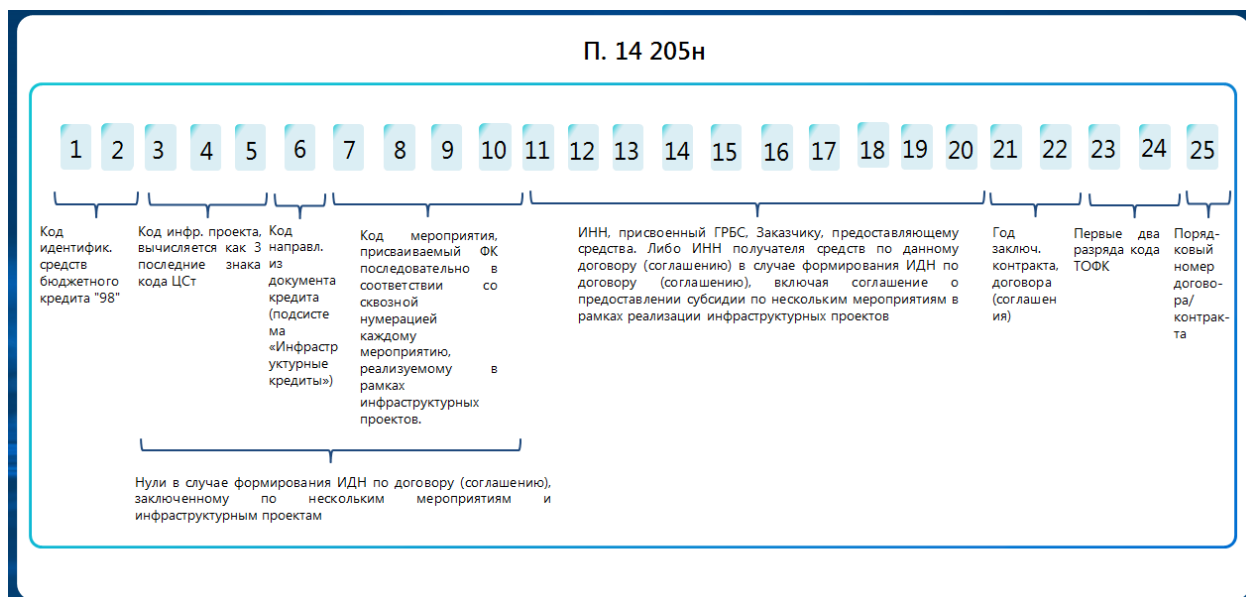 П. 14 205н
1 2 3 4 5 6 7 8 9 10 11 12 13 14 15 16 17 18 19 20 21 22 23 24 25
Код
идентифик.
средств
бюджетного
кредита "98"
Код инфр. проекта,
вычисляется как 3
последние знака
кода ЦСт
Код
направл.
из
документа
кредита
(подсисте
ма
«Инфрастр
уктурные
кредиты»)
Код мероприятия,
присваиваемый ФК
последовательно в
соответствии со
сквозной
нумерацией
каждому
мероприятию,
реализуемому в
рамках
инфраструктурных
проектов.
ИНН, присвоенный ГРБС, Заказчику, предоставляющему
средства. Либо ИНН получателя средств по данному
договору (соглашению) в случае формирования ИДН по
договору (соглашению), включая соглашение о
предоставлении субсидии по нескольким мероприятиям в
рамках реализации инфраструктурных проектов
Год
заключ.
контракта,
договора
(соглашен
ия)
Первые два
разряда кода
ТОФК
Поряд-
ковый
номер
догово-
ра/
контрак-
та
Нули в случае формирования ИДН по договору (соглашению),
заключенному по нескольким мероприятиям и
инфраструктурным проектам